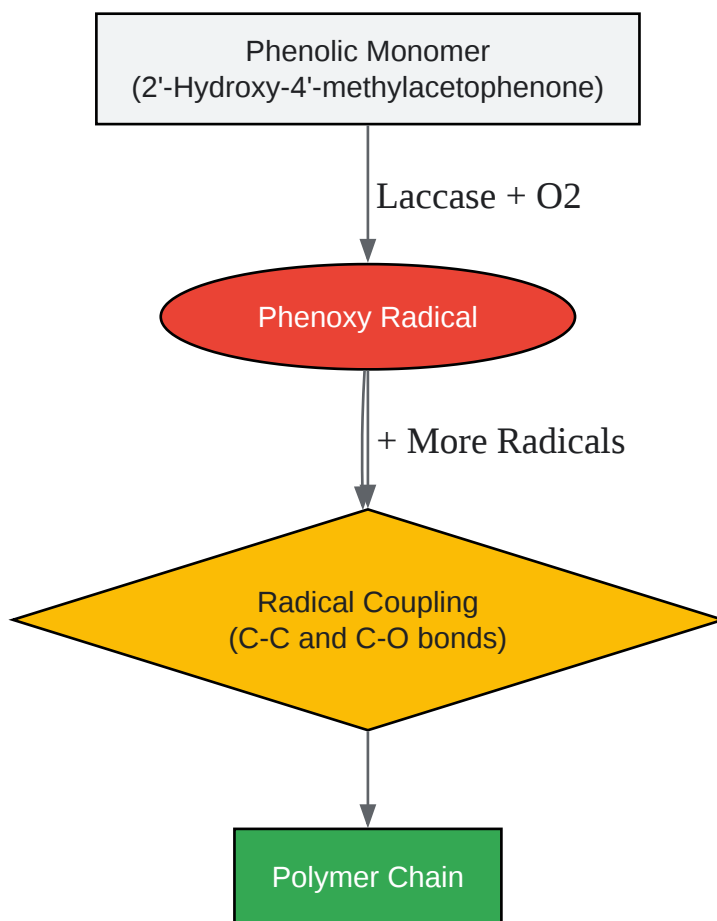 Phenolic Monomer
(2'-Hydroxy-4'-methylacetophenone)
Laccase + O2
Phenoxy Radical
+ More Radicals
Radical Coupling
(C-C and C-O bonds)
Polymer Chain